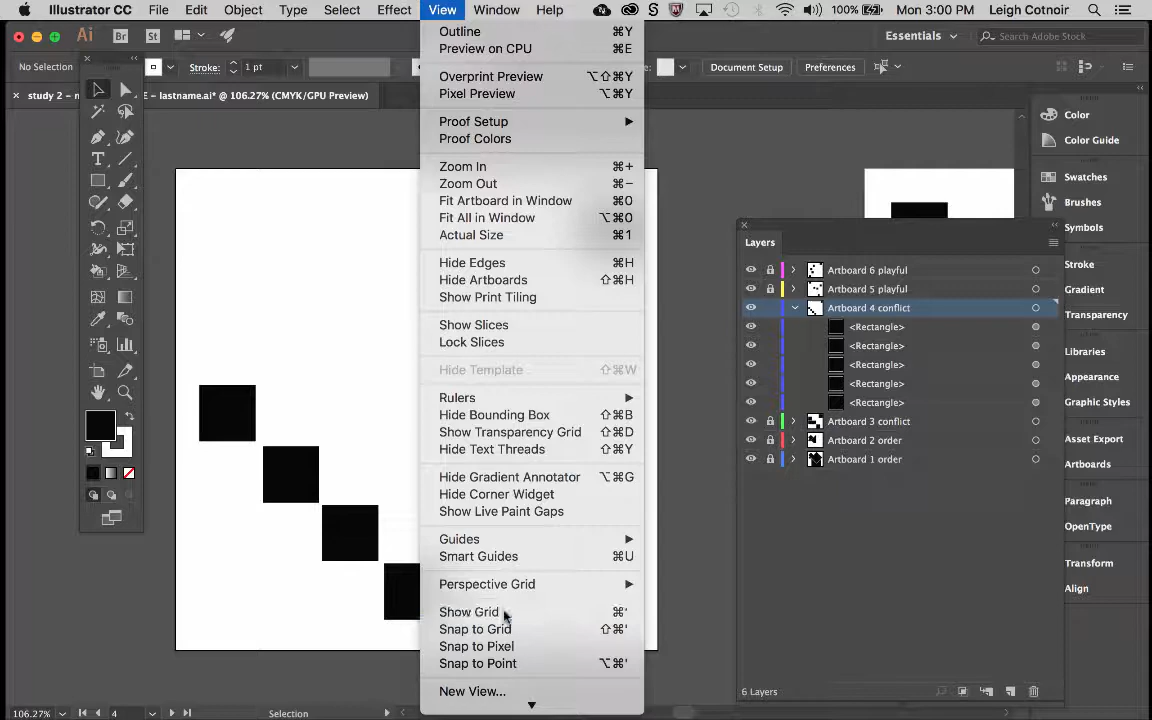 Illustrator CC File Edit Object Type Select Effect View Window Help 100% Mon 3:00 PM Leigh Cotnoir
Ai Br St Essentials Search Adobe Stock
No Selection Stroke: 1 pt Document Setup Preferences
× study 2 – E – lastname.ai* @ 106.27% (CMYK/GPU Preview)
Outline ⌘Y
Preview on CPU ⌘E
Overprint Preview ⌥⇧⌘Y
Pixel Preview ⌥⌘Y
Proof Setup
Proof Colors
Zoom In ⌘+
Zoom Out ⌘−
Fit Artboard in Window ⌘0
Fit All in Window ⌥⌘0
Actual Size ⌘1
Hide Edges ⌘H
Hide Artboards ⇧⌘H
Show Print Tiling
Show Slices
Lock Slices
Hide Template ⇧⌘W
Rulers
Hide Bounding Box ⇧⌘B
Show Transparency Grid ⇧⌘D
Hide Text Threads ⇧⌘Y
Hide Gradient Annotator ⌥⌘G
Hide Corner Widget
Show Live Paint Gaps
Guides
Smart Guides ⌘U
Perspective Grid
Show Grid ⌘'
Snap to Grid ⇧⌘'
Snap to Pixel
Snap to Point ⌥⌘'
New View...
Layers
Artboard 6 playful
Artboard 5 playful
Artboard 4 conflict
<Rectangle>
<Rectangle>
<Rectangle>
<Rectangle>
<Rectangle>
Artboard 3 conflict
Artboard 2 order
Artboard 1 order
6 Layers
Color
Color Guide
Swatches
Brushes
Symbols
Stroke
Gradient
Transparency
Libraries
Appearance
Graphic Styles
Asset Export
Artboards
Paragraph
OpenType
Transform
Align
106.27% 4 Selection